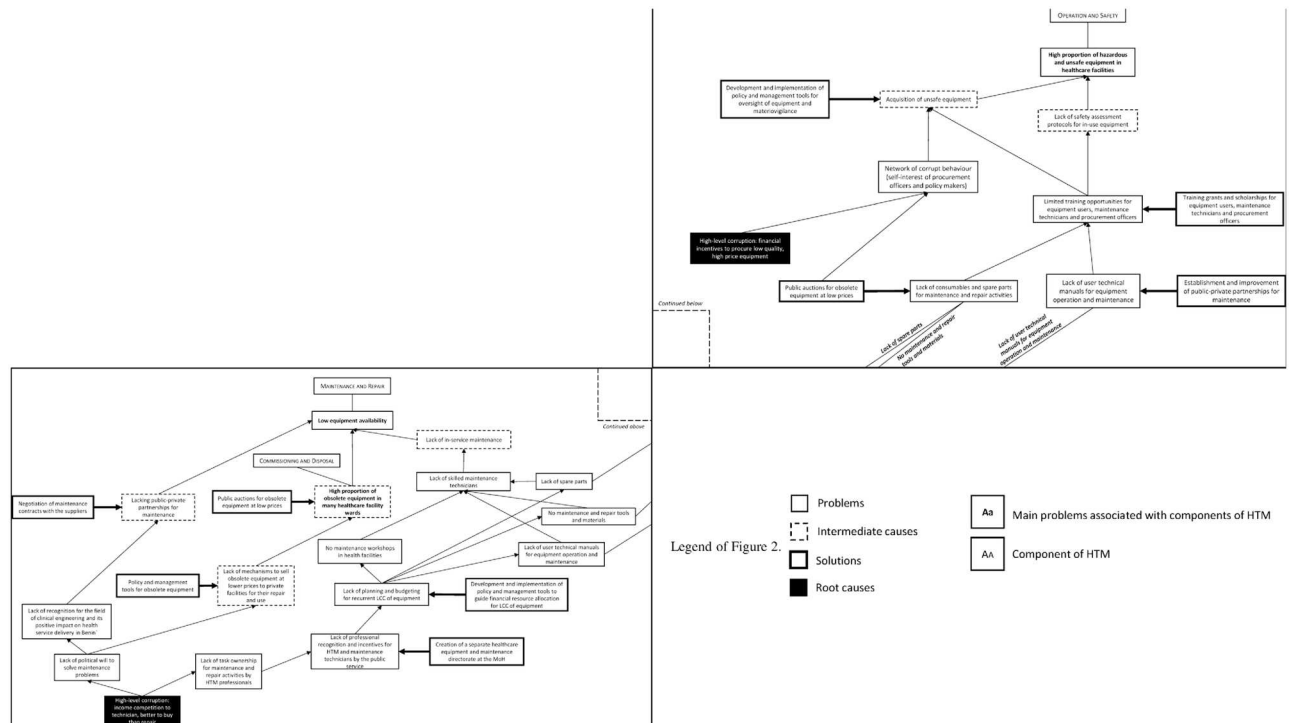 OPERATION AND SAFETY
High proportion of hazardous
and unsafe equipment in
healthcare facilities
Development and implementation of
policy and management tools for
oversight of equipment and
materiovigilance
Acquisition of unsafe equipment
Lack of safety assessment
protocols for in-use equipment
Network of corrupt behaviour
(self-interest of procurement
officers and policy makers)
Limited training opportunities for
equipment users, maintenance
technicians and procurement officers
Training grants and scholarships for
equipment users, maintenance
technicians and procurement
officers
High-level corruption: financial
incentives to procure low quality,
high price equipment
Public auctions for obsolete
equipment at low prices
Lack of consumables and spare parts
for maintenance and repair activities
Lack of user technical
manuals for equipment
operation and maintenance
Establishment and improvement
of public-private partnerships for
maintenance
Continued below
Lack of spare parts
No maintenance and repair
tools and materials
Lack of user technical
manuals for equipment
operation and maintenance
MAINTENANCE AND REPAIR
Low equipment availability
Continued above
Lack of in-service maintenance
COMMISSIONING AND DISPOSAL
Lack of skilled maintenance
technicians
Lack of spare parts
Negotiation of maintenance
contracts with the suppliers
Lacking public-private
partnerships for
maintenance
Public auctions for obsolete
equipment at low prices
High proportion of
obsolete equipment in
many healthcare facility
wards
No maintenance and repair tools
and materials
No maintenance workshops
in health facilities
Lack of user technical manuals
for equipment operation and
maintenance
Policy and management
tools for obsolete equipment
Lack of mechanisms to sell
obsolete equipment at
lower prices to private
facilities for their repair
and use
Lack of planning and budgeting
for recurrent LCC of equipment
Development and implementation of
policy and management tools to
guide financial resource allocation
for LCC of equipment
Lack of recognition for the field
of clinical engineering and its
positive impact on health
service delivery in Benin
Lack of professional
recognition and incentives for
HTM and maintenance
technicians by the public
service
Creation of a separate healthcare
equipment and maintenance
directorate at the MoH
Lack of political will to
solve maintenance
problems
Lack of task ownership
for maintenance and
repair activities by
HTM professionals
High-level corruption:
income competition to
technician, better to buy
than repair
Legend of Figure 2.
Problems
Intermediate causes
Solutions
Root causes
Aa Main problems associated with components of HTM
AA Component of HTM